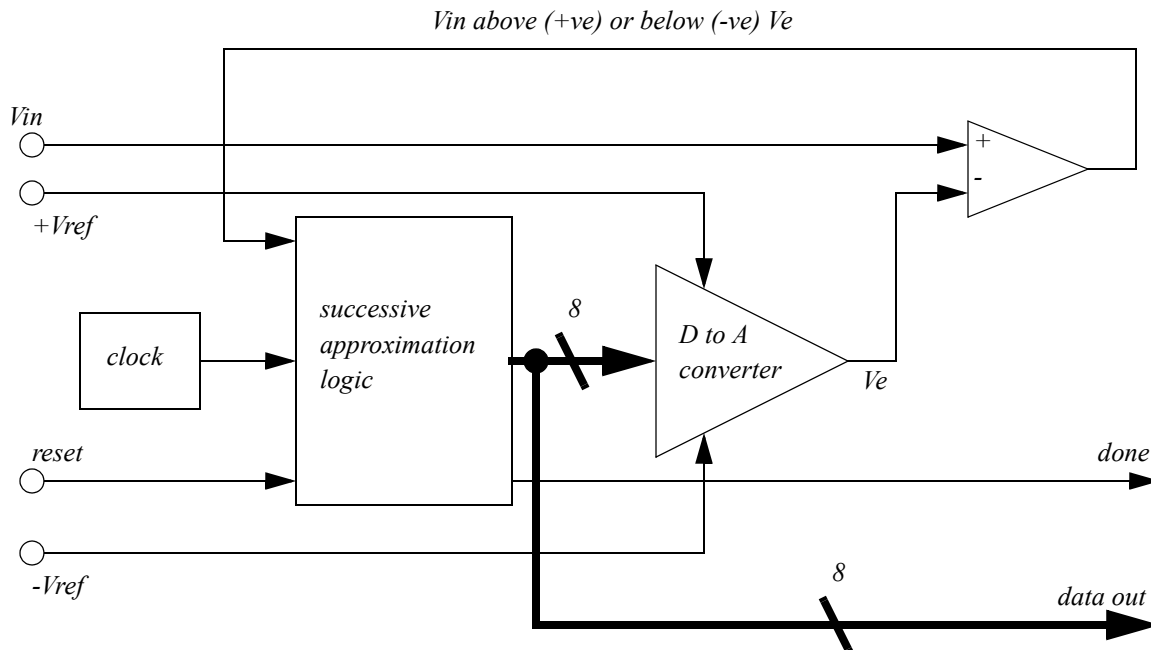 Vin above (+ve) or below (-ve) Ve
Vin
+
-
+Vref
8
successive
approximation
logic
D to A
converter
clock
Ve
reset
done
-Vref
8
data out